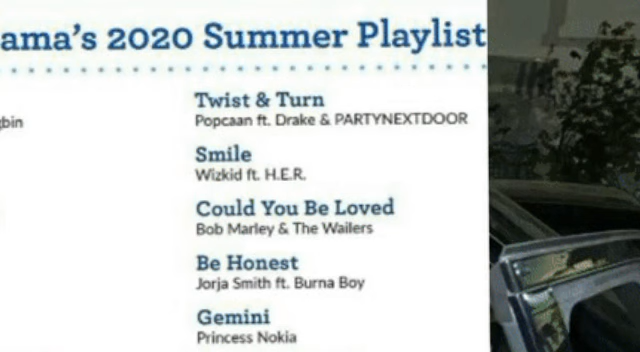 ama's 2020 Summer Playlist
gbin
Twist & Turn
Popcaan ft. Drake & PARTYNEXTDOOR
Smile
Wizkid ft. H.E.R.
Could You Be Loved
Bob Marley & The Wailers
Be Honest
Jorja Smith ft. Burna Boy
Gemini
Princess Nokia